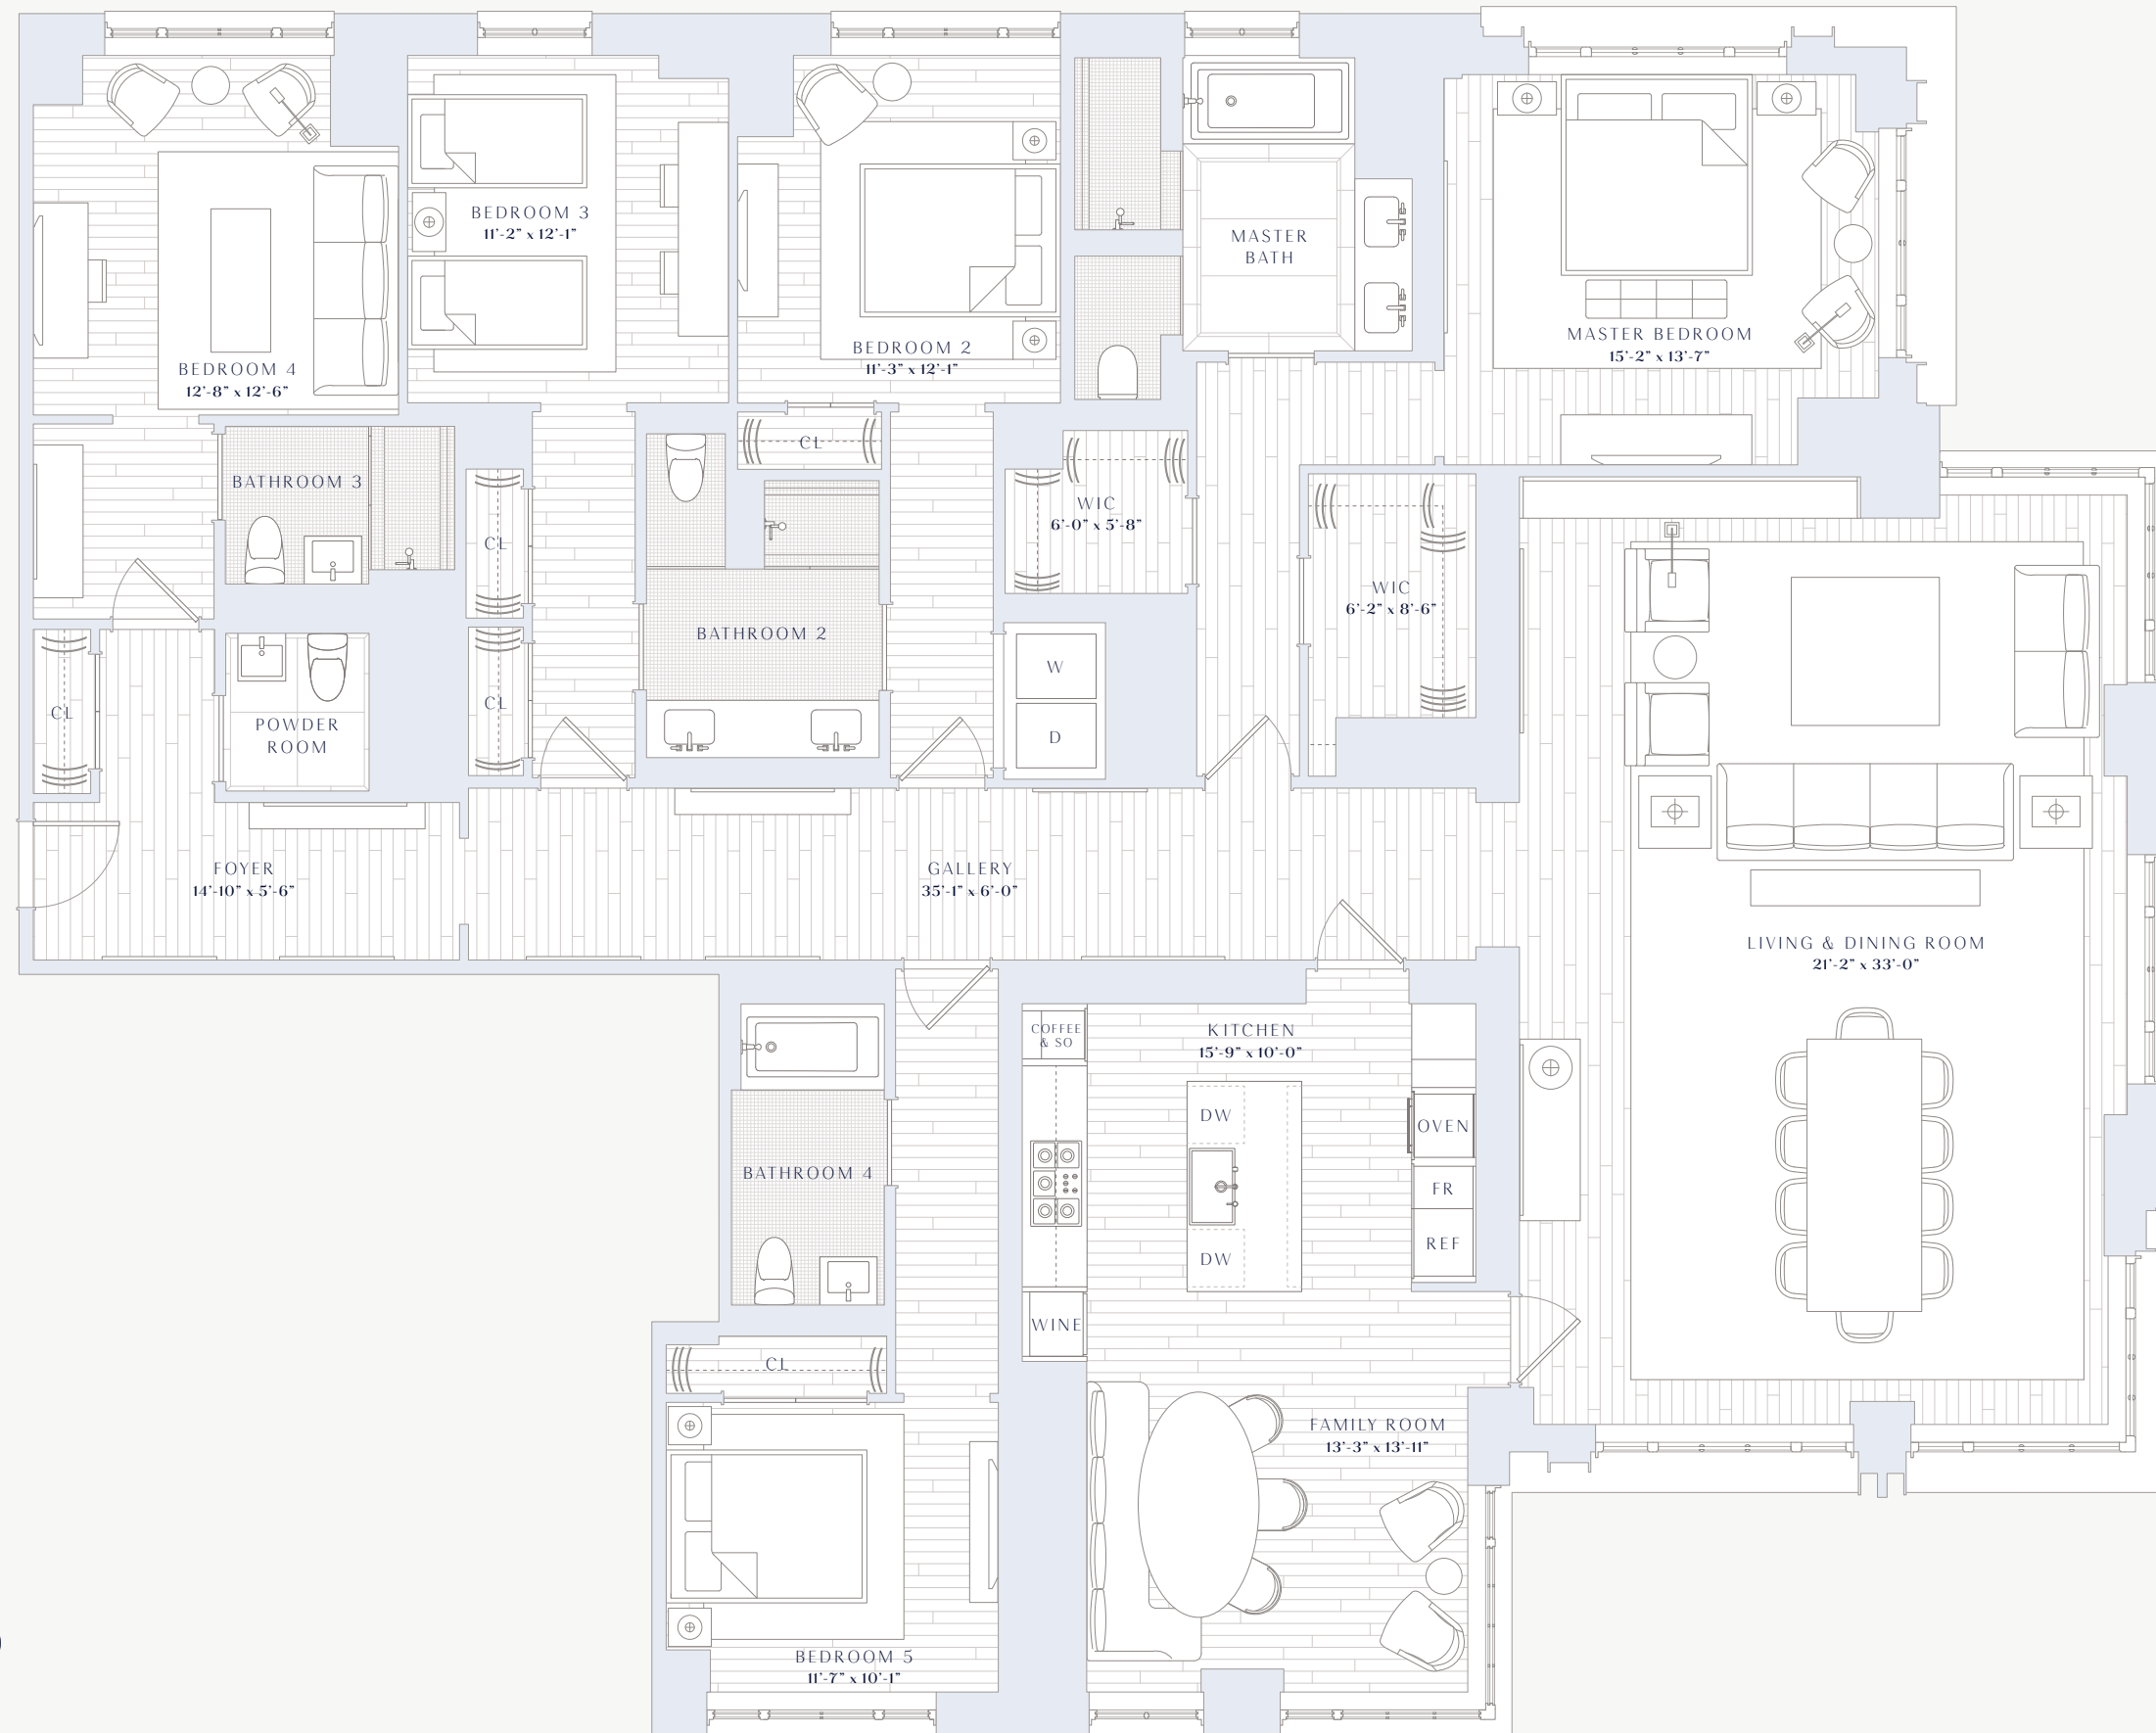 BEDROOM 3
11'-2" x 12'-1"
MASTER
BATH
MASTER BEDROOM
15'-2" x 13'-7"
BEDROOM 2
11'-3" x 12'-1"
BEDROOM 4
12'-8" x 12'-6"
CL
BATHROOM 3
WIC
6'-0" x 5'-8"
CL
WIC
6'-2" x 8'-6"
BATHROOM 2
W
CL
CL
POWDER
ROOM
D
FOYER
14'-10" x 5'-6"
GALLERY
35'-1" x 6'-0"
LIVING & DINING ROOM
21'-2" x 33'-0"
COFFEE
& SO
KITCHEN
15'-9" x 10'-0"
DW
OVEN
BATHROOM 4
FR
REF
DW
WINE
CL
FAMILY ROOM
13'-3" x 13'-11"
BEDROOM 5
11'-7" x 10'-1"